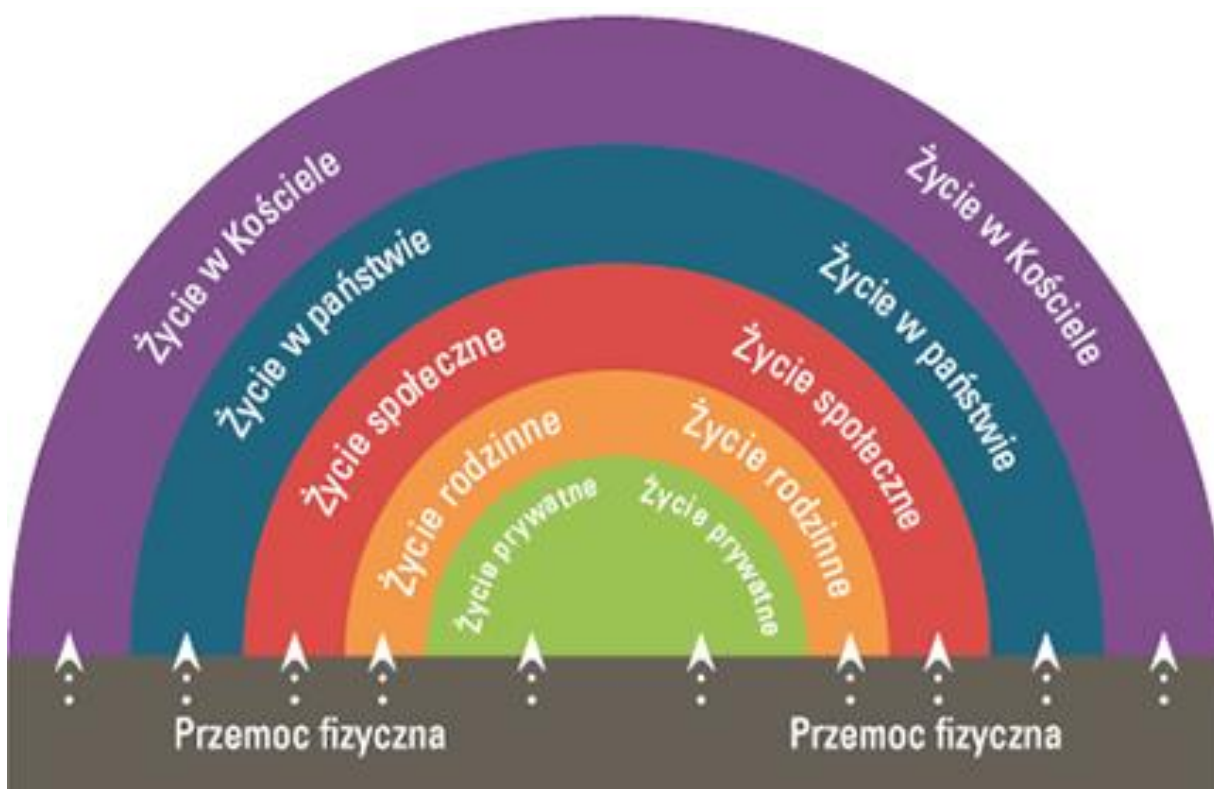 Życie w Kościele
Życie w Kościele
Życie w państwie
Życie w państwie
Życie społeczne
Życie społeczne
Życie rodzinne
Życie rodzinne
Życie prywatne
Życie prywatne
Przemoc fizyczna
Przemoc fizyczna